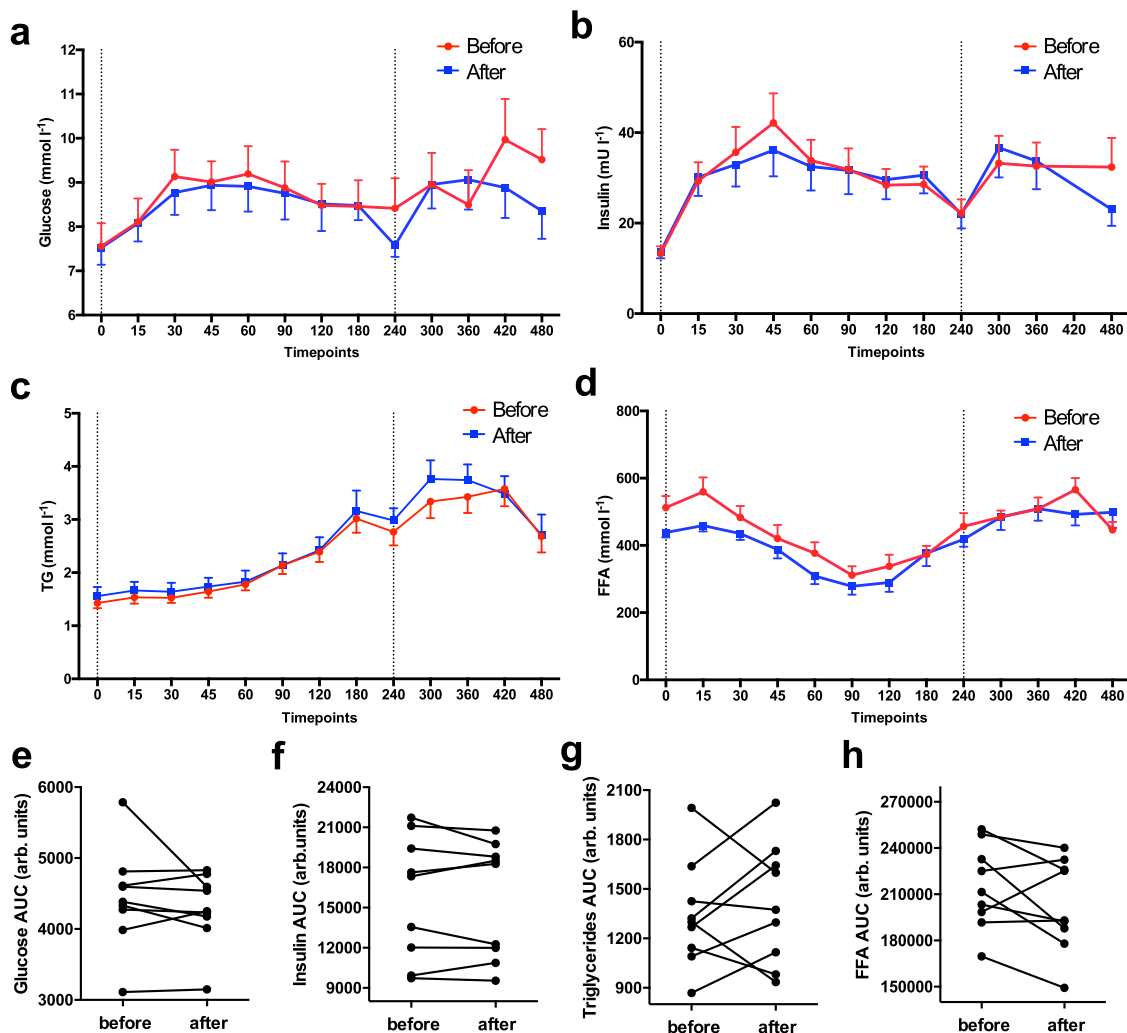 a
Before
After
Glucose (mmol l-1)
12
11
10
9
8
7
6
0 15 30 45 60 90 120 180 240 300 360 420 480
Timepoints
b
Before
After
Insulin (mU l-1)
60
40
20
0
0 15 30 45 60 90 120 180 240 300 360 420 480
Timepoints
c
Before
After
TG (mmol l-1)
5
4
3
2
1
0
0 15 30 45 60 90 120 180 240 300 360 420 480
Timepoints
d
Before
After
FFA (mmol l-1)
800
600
400
200
0
0 15 30 45 60 90 120 180 240 300 360 420 480
Timepoints
e
Glucose AUC (arb. units)
6000
5000
4000
3000
before after
f
Insulin AUC (arb.units)
24000
21000
18000
15000
12000
9000
before after
g
Triglycerides AUC (arb. units)
2100
1800
1500
1200
900
before after
h
FFA AUC (arb. units)
270000
240000
210000
180000
150000
before after